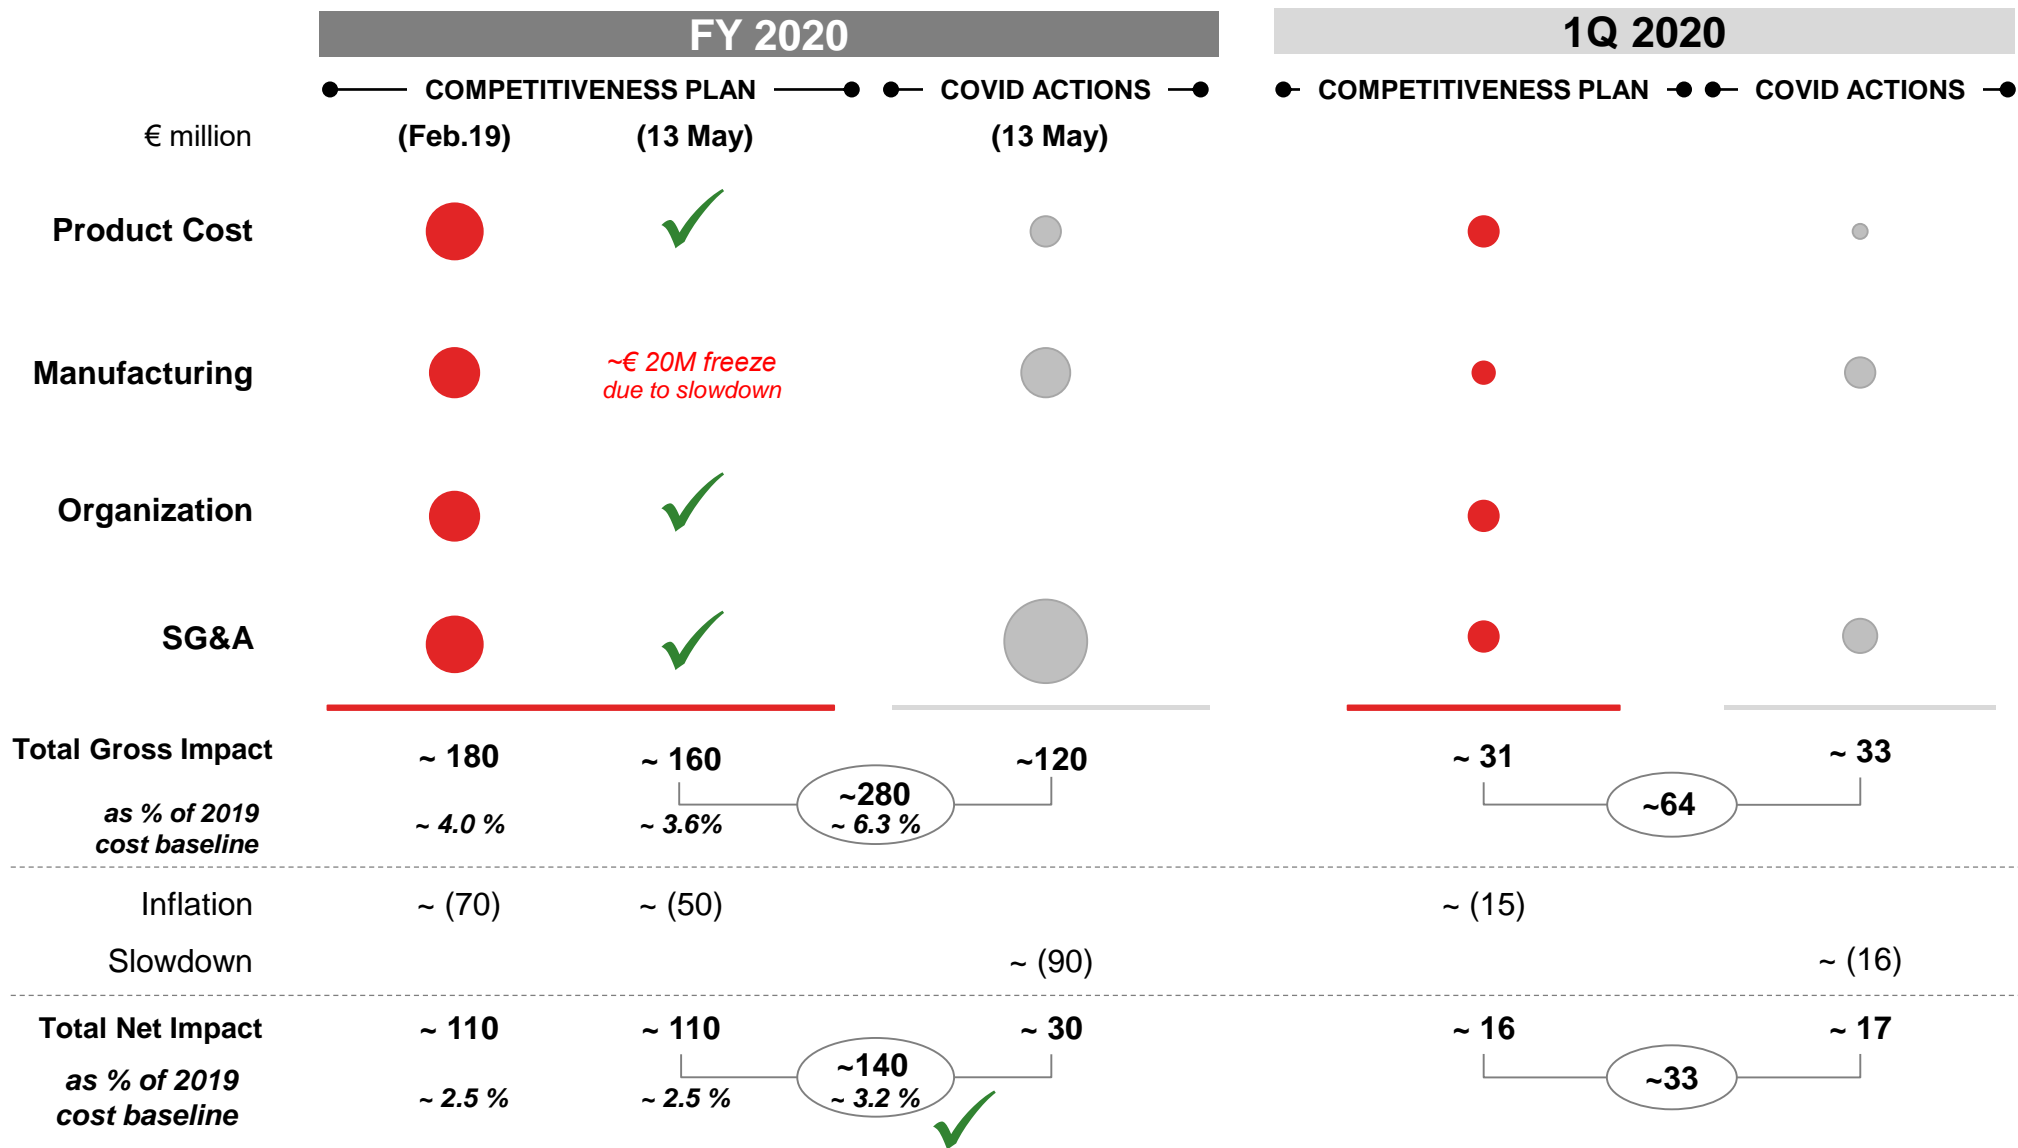 FY 2020
1Q 2020
COMPETITIVENESS PLAN
COVID ACTIONS
COMPETITIVENESS PLAN
COVID ACTIONS
€ million
(Feb.19)
(13 May)
(13 May)
Product Cost
Manufacturing
~€ 20M freeze
due to slowdown
Organization
SG&A
Total Gross Impact
~ 180
~ 160
~120
~ 31
~ 33
~280
~64
as % of 2019
cost baseline
~ 4.0 %
~ 3.6%
~ 6.3 %
Inflation
~ (70)
~ (50)
~ (15)
Slowdown
~ (90)
~ (16)
Total Net Impact
~ 110
~ 110
~ 30
~ 16
~ 17
~140
~33
as % of 2019
cost baseline
~ 2.5 %
~ 2.5 %
~ 3.2 %